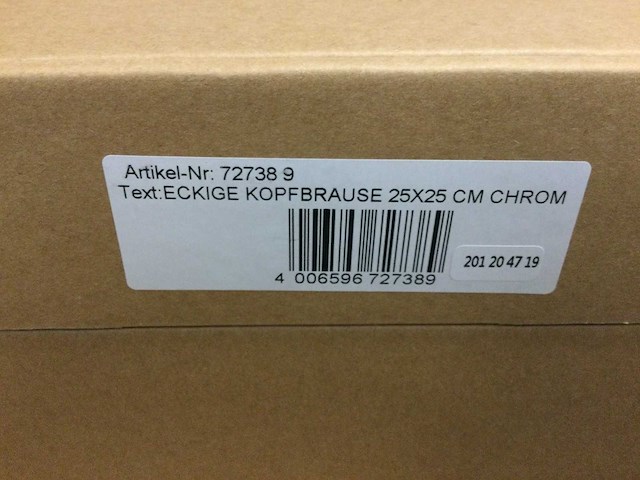 Artikel-Nr: 72738 9
Text:ECKIGE KOPFBRAUSE 25X25 CM CHROM
201 20 47 19
4 006596 727389